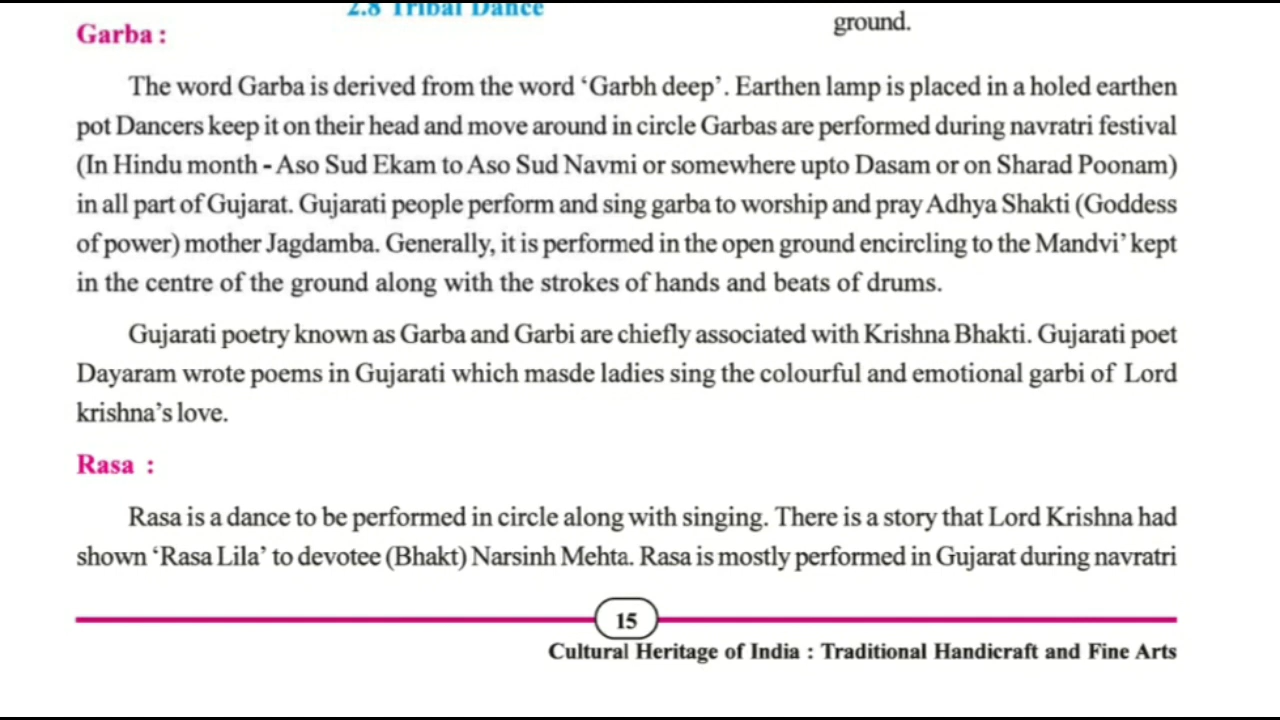 2.8 Tribal Dance
ground.
Garba :
The word Garba is derived from the word ‘Garbh deep’. Earthen lamp is placed in a holed earthen
pot Dancers keep it on their head and move around in circle Garbas are performed during navratri festival
(In Hindu month - Aso Sud Ekam to Aso Sud Navmi or somewhere upto Dasam or on Sharad Poonam)
in all part of Gujarat. Gujarati people perform and sing garba to worship and pray Adhya Shakti (Goddess
of power) mother Jagdamba. Generally, it is performed in the open ground encircling to the Mandvi’ kept
in the centre of the ground along with the strokes of hands and beats of drums.
Gujarati poetry known as Garba and Garbi are chiefly associated with Krishna Bhakti. Gujarati poet
Dayaram wrote poems in Gujarati which masde ladies sing the colourful and emotional garbi of Lord
krishna’s love.
Rasa :
Rasa is a dance to be performed in circle along with singing. There is a story that Lord Krishna had
shown ‘Rasa Lila’ to devotee (Bhakt) Narsinh Mehta. Rasa is mostly performed in Gujarat during navratri
15
Cultural Heritage of India : Traditional Handicraft and Fine Arts